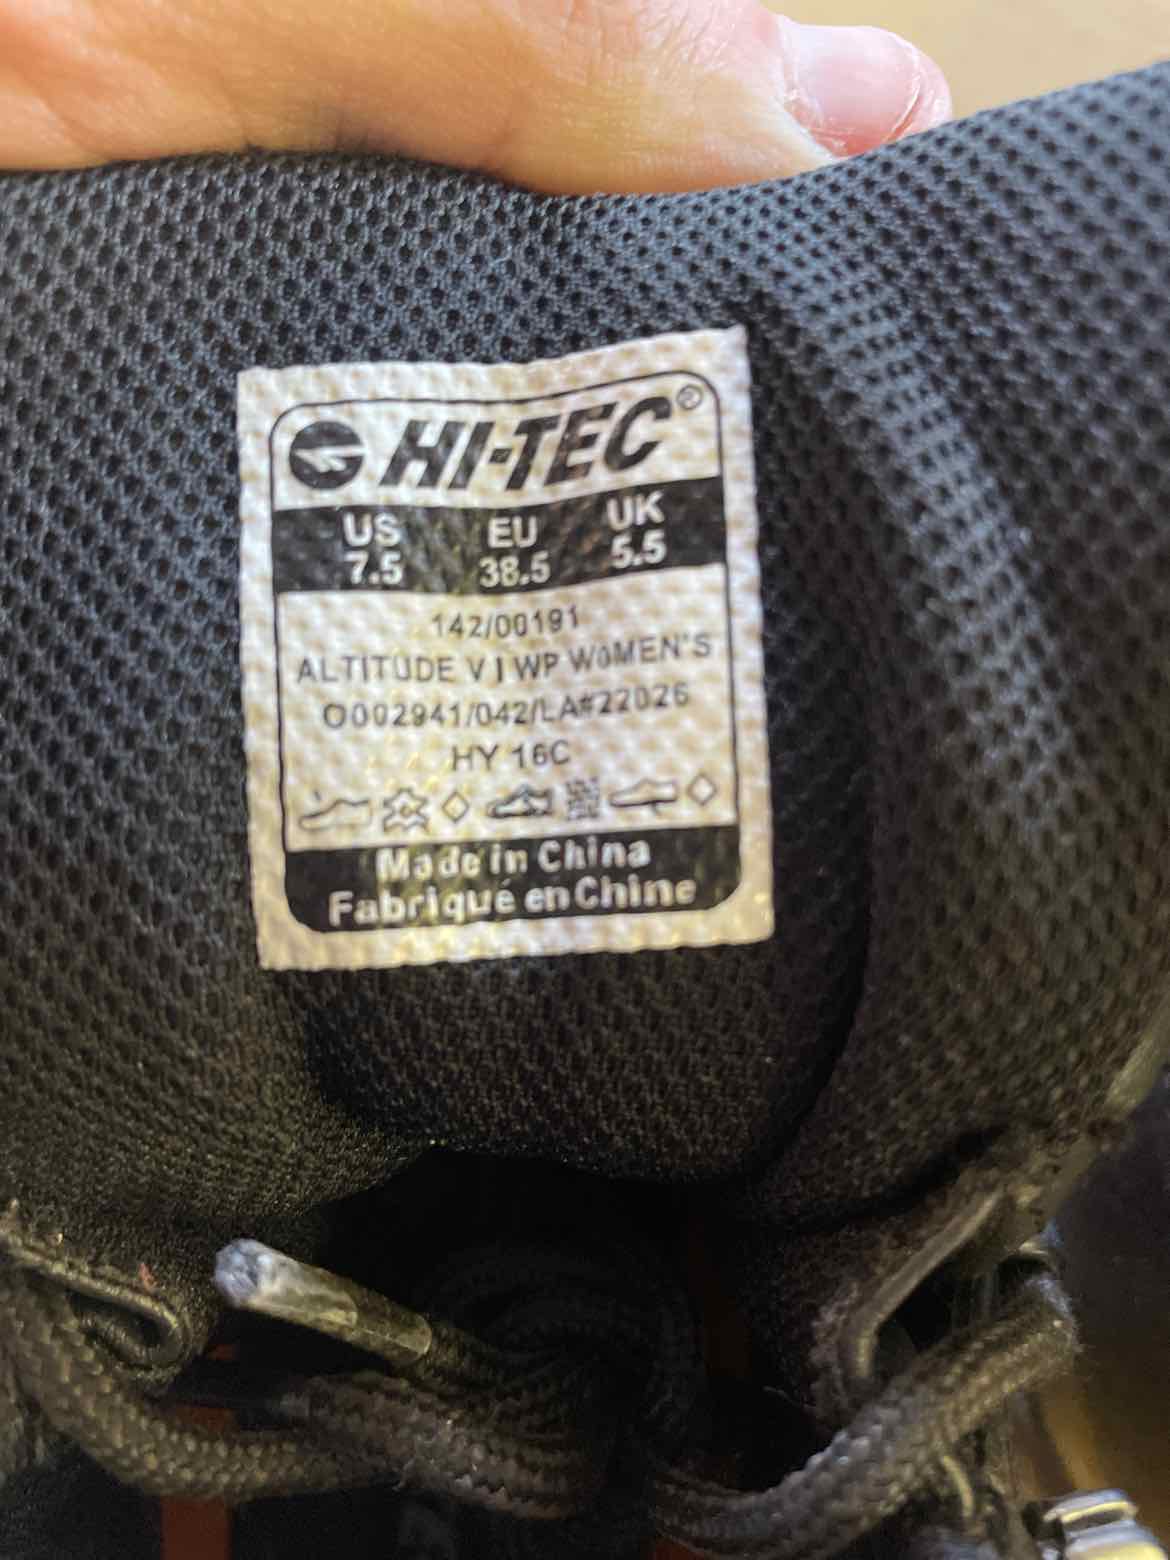 HI-TEC®
US EU UK
7.5 38.5 5.5
142/00191
ALTITUDE V I WP WoMEN'S
O002941/042/LA#22026
HY 16C
Made in China
Fabriqué en Chine